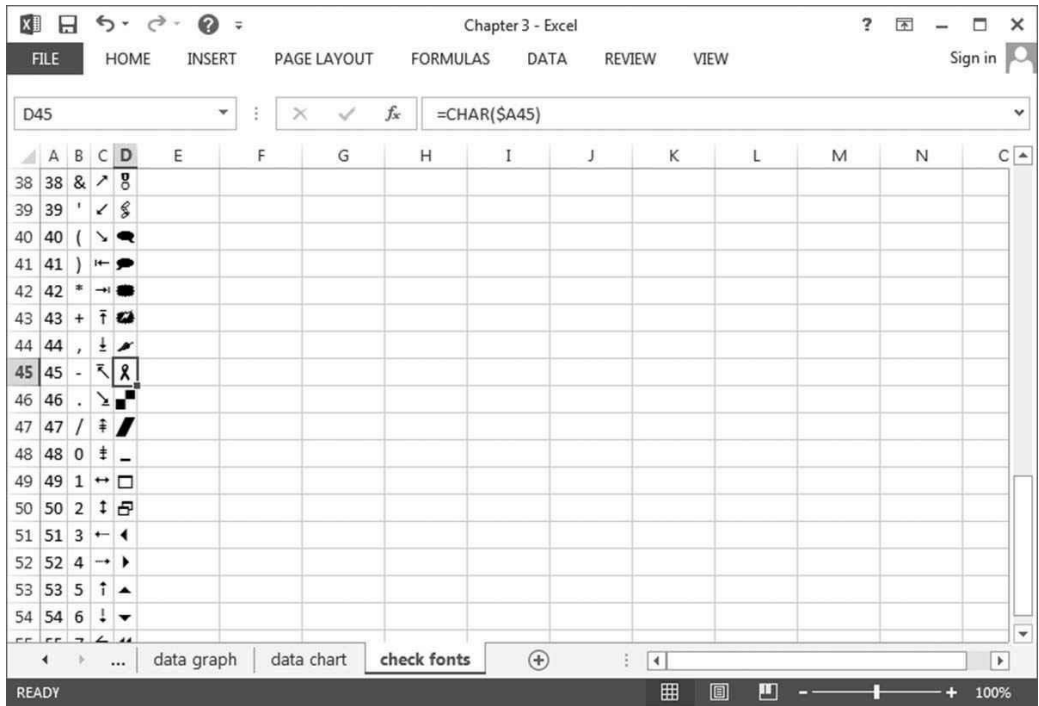 Chapter 3 - Excel ?
FILE HOME INSERT PAGE LAYOUT FORMULAS DATA REVIEW VIEW Sign in
D45 fx =CHAR($A45)
A B C D E F G H I J K L M N
38 38 & ↗
39 39 ' ↙
40 40 ( ↘
41 41 )
42 42 *
43 43 +
44 44 ,
45 45 -
46 46 .
47 47 /
48 48 0
49 49 1 ↔
50 50 2 ↕
51 51 3 ←
52 52 4 →
53 53 5 ↑
54 54 6 ↓
... data graph data chart check fonts
READY 100%